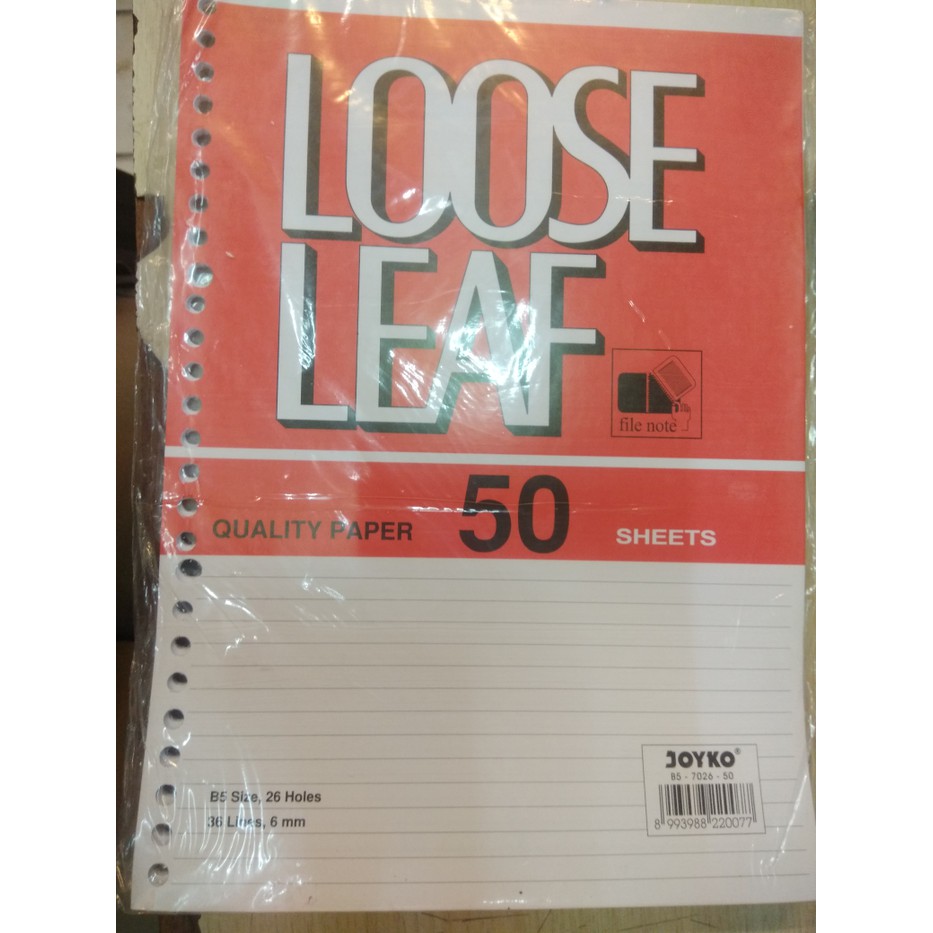 LOOSE
LEAF
file note
QUALITY PAPER 50 SHEETS
JOYKO®
B5 - 7026 - 50
8 993988 220077
B5 Size, 26 Holes
36 Lines, 6 mm